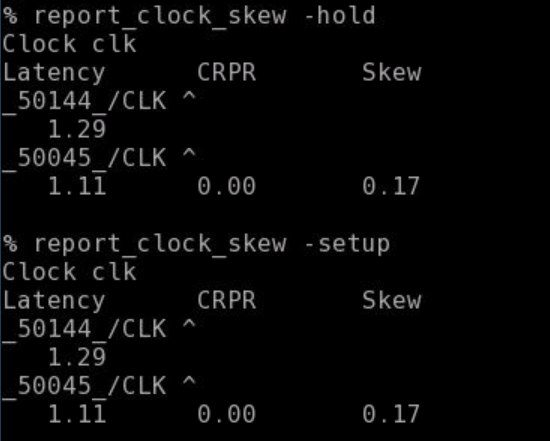 % report_clock_skew -hold
Clock clk
Latency      CRPR         Skew
_50144_/CLK ^
   1.29
_50045_/CLK ^
   1.11      0.00       0.17

% report_clock_skew -setup
Clock clk
Latency      CRPR         Skew
_50144_/CLK ^
   1.29
_50045_/CLK ^
   1.11      0.00       0.17